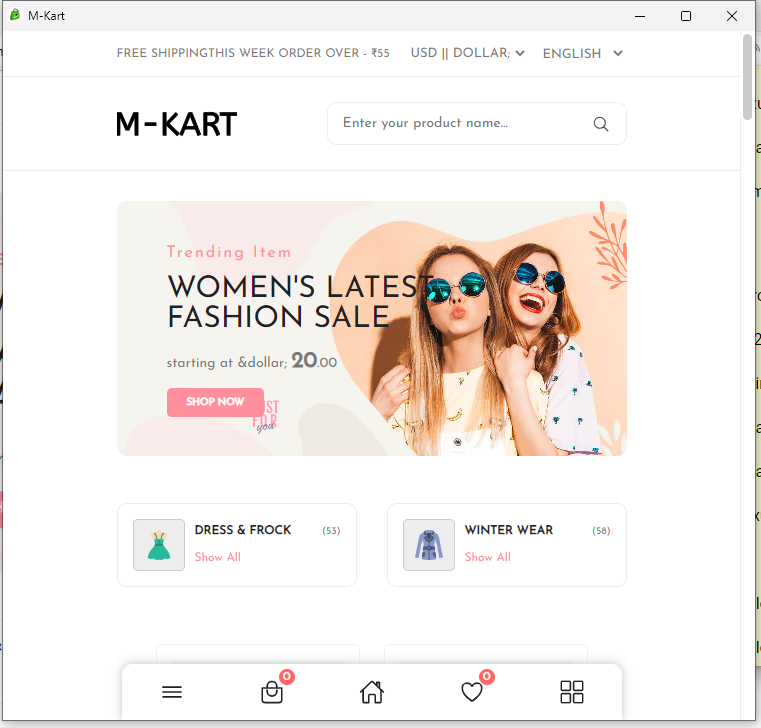 M-Kart
FREE SHIPPINGTHIS WEEK ORDER OVER - ₹55
USD || DOLLAR;
ENGLISH
M-KART
Enter your product name...
Trending Item
WOMEN'S LATEST
FASHION SALE
starting at &dollar; 20.00
SHOP NOW
FOR
you
DRESS & FROCK (53)
Show All
WINTER WEAR (58)
Show All
0
0